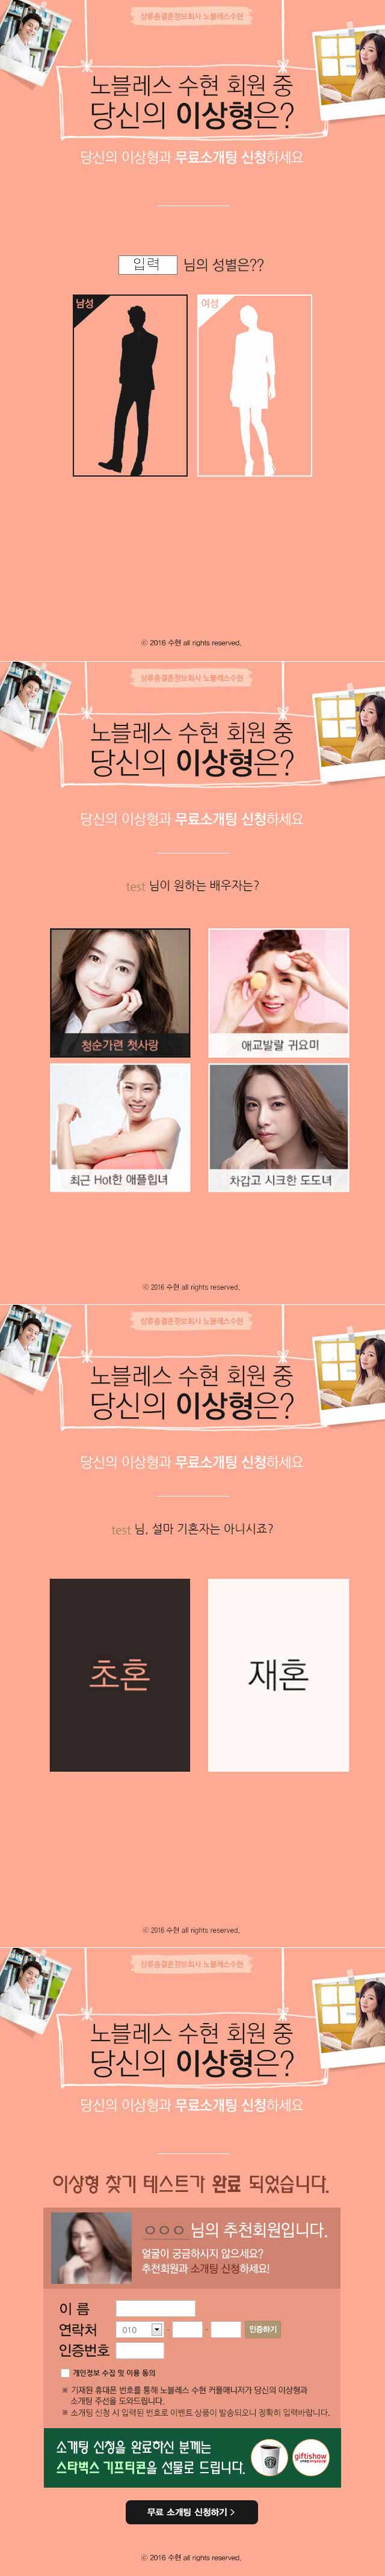 상류층결혼정보회사 노블레스수현
노블레스 수현 회원 중
당신의 이상형은?
당신의 이상형과 무료소개팅 신청하세요
입력 님의 성별은??
남성
여성
© 2016 수현 all rights reserved.
상류층결혼정보회사 노블레스수현
노블레스 수현 회원 중
당신의 이상형은?
당신의 이상형과 무료소개팅 신청하세요
test 님이 원하는 배우자는?
청순가련 첫사랑
애교발랄 귀요미
최근 Hot한 애플힙녀
차갑고 시크한 도도녀
© 2016 수현 all rights reserved.
상류층결혼정보회사 노블레스수현
노블레스 수현 회원 중
당신의 이상형은?
당신의 이상형과 무료소개팅 신청하세요
test 님, 설마 기혼자는 아니시죠?
초혼
재혼
© 2016 수현 all rights reserved.
상류층결혼정보회사 노블레스수현
노블레스 수현 회원 중
당신의 이상형은?
당신의 이상형과 무료소개팅 신청하세요
이상형 찾기 테스트가 완료 되었습니다.
ㅇㅇㅇ 님의 추천회원입니다.
얼굴이 궁금하시지 않으세요?
추천회원과 소개팅 신청하세요!
이 름
연락처 010 - - 인증하기
인증번호
개인정보 수집 및 이용 동의
※ 기재된 휴대폰 번호를 통해 노블레스 수현 커플매니저가 당신의 이상형과
소개팅 주선을 도와드립니다.
※ 소개팅 신청 시 입력된 번호로 이벤트 상품이 발송되오니 정확히 입력바랍니다.
소개팅 신청을 완료하신 분께는
스타벅스 기프티콘을 선물로 드립니다.
giftishow
무료 소개팅 신청하기 >
© 2016 수현 all rights reserved.